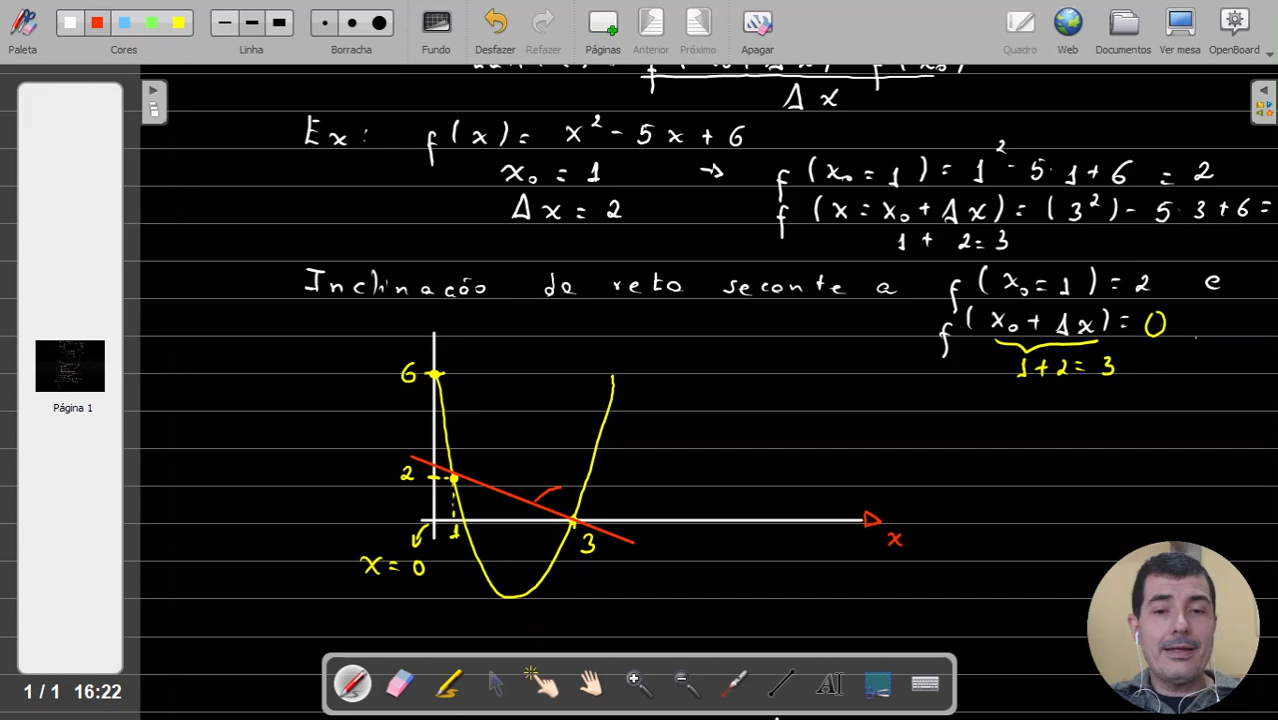 Paleta Cores Linha Borracha Fundo Desfazer Refazer Páginas Anterior Próximo Apagar Quadro Web Documentos Ver mesa OpenBoard
Δ x
Ex: f(x) = x² - 5x + 6
x₀ = 1 → f(x₀ = 1) = 1² - 5·1 + 6 = 2
Δx = 2 f(x = x₀ + Δx) = (3²) - 5·3 + 6 =
1 + 2 = 3
Inclinação da reta secante a f(x₀ = 1) = 2 e
f(x₀ + Δx) = 0
1 + 2 = 3
6
2
1
3
x
x = 0
Página 1
1 / 1 16:22